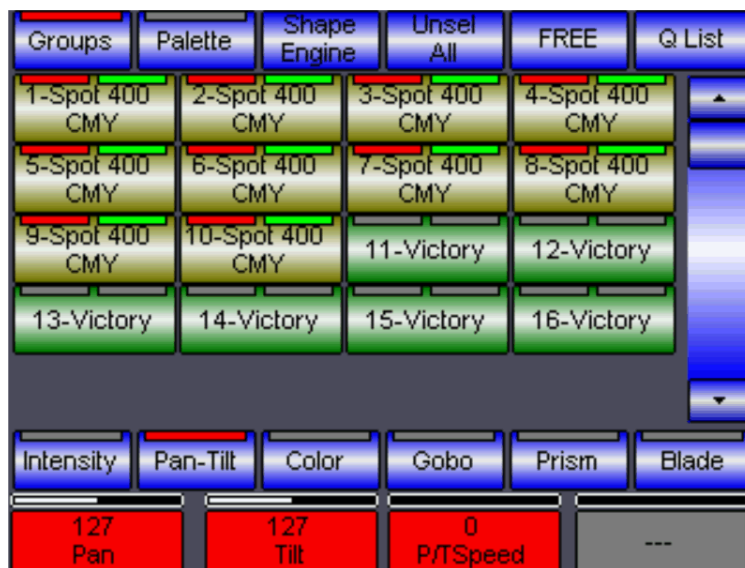 Groups
Palette
Shape
Engine
Unsel
All
FREE
Q List
1-Spot 400
CMY
2-Spot 400
CMY
3-Spot 400
CMY
4-Spot 400
CMY
5-Spot 400
CMY
6-Spot 400
CMY
7-Spot 400
CMY
8-Spot 400
CMY
9-Spot 400
CMY
10-Spot 400
CMY
11-Victory
12-Victory
13-Victory
14-Victory
15-Victory
16-Victory
Intensity
Pan-Tilt
Color
Gobo
Prism
Blade
127
Pan
127
Tilt
0
P/TSpeed
---